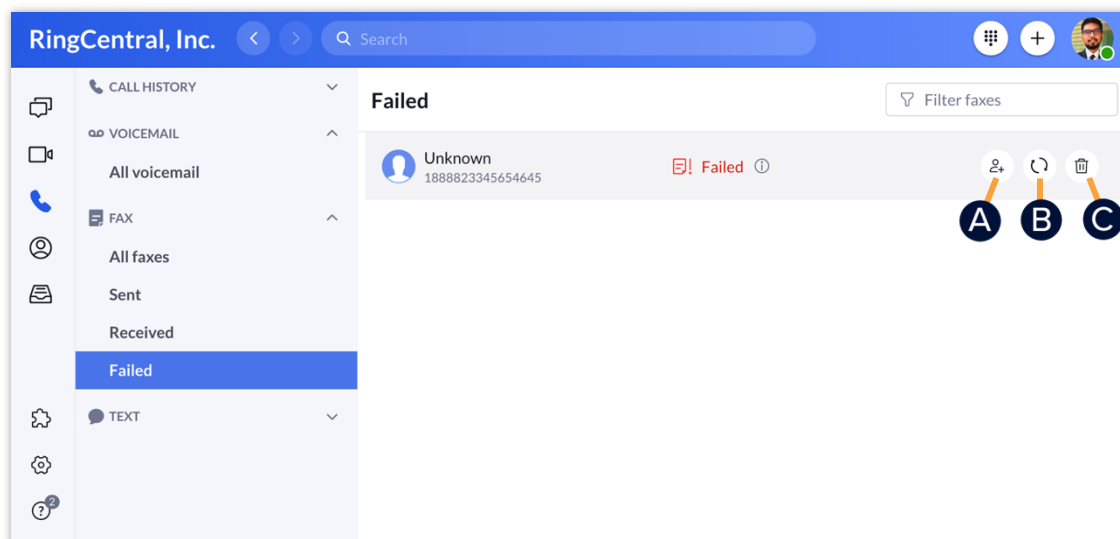 RingCentral, Inc.
Search
CALL HISTORY
VOICEMAIL
All voicemail
FAX
All faxes
Sent
Received
Failed
TEXT
2
Failed
Filter faxes
Unknown
1888823345654645
Failed
A
B
C